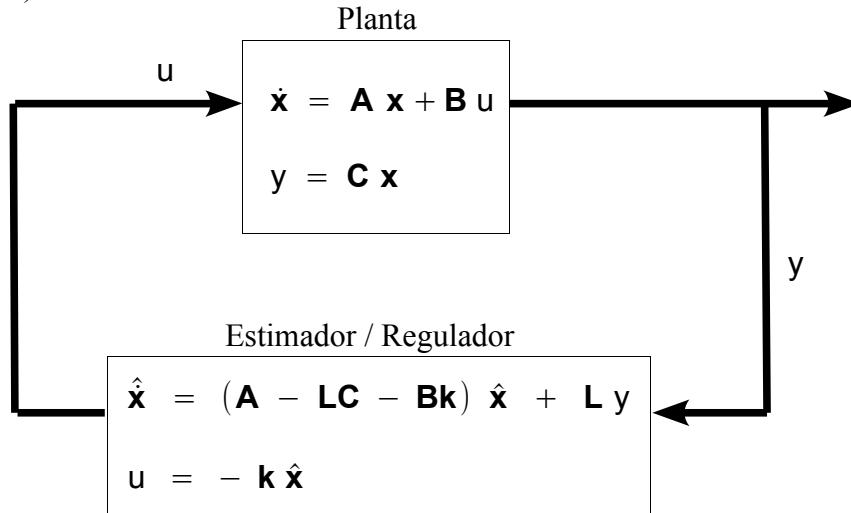 )
Planta
u
ẋ = A x + B u
y = C x
y
Estimador / Regulador
x̂̇ = (A − LC − Bk) x̂ + L y
u = − k x̂